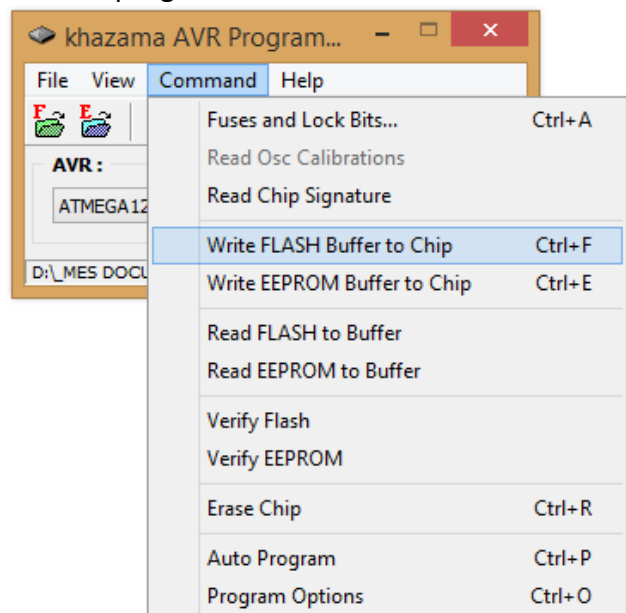 khazama AVR Prog­ram...
File View Command Help
F E
AVR :
ATMEGA12
D:\_MES DOCU
Fuses and Lock Bits... Ctrl+A
Read Osc Calibrations
Read Chip Signature
Write FLASH Buffer to Chip Ctrl+F
Write EEPROM Buffer to Chip Ctrl+E
Read FLASH to Buffer
Read EEPROM to Buffer
Verify Flash
Verify EEPROM
Erase Chip Ctrl+R
Auto Program Ctrl+P
Program Options Ctrl+O